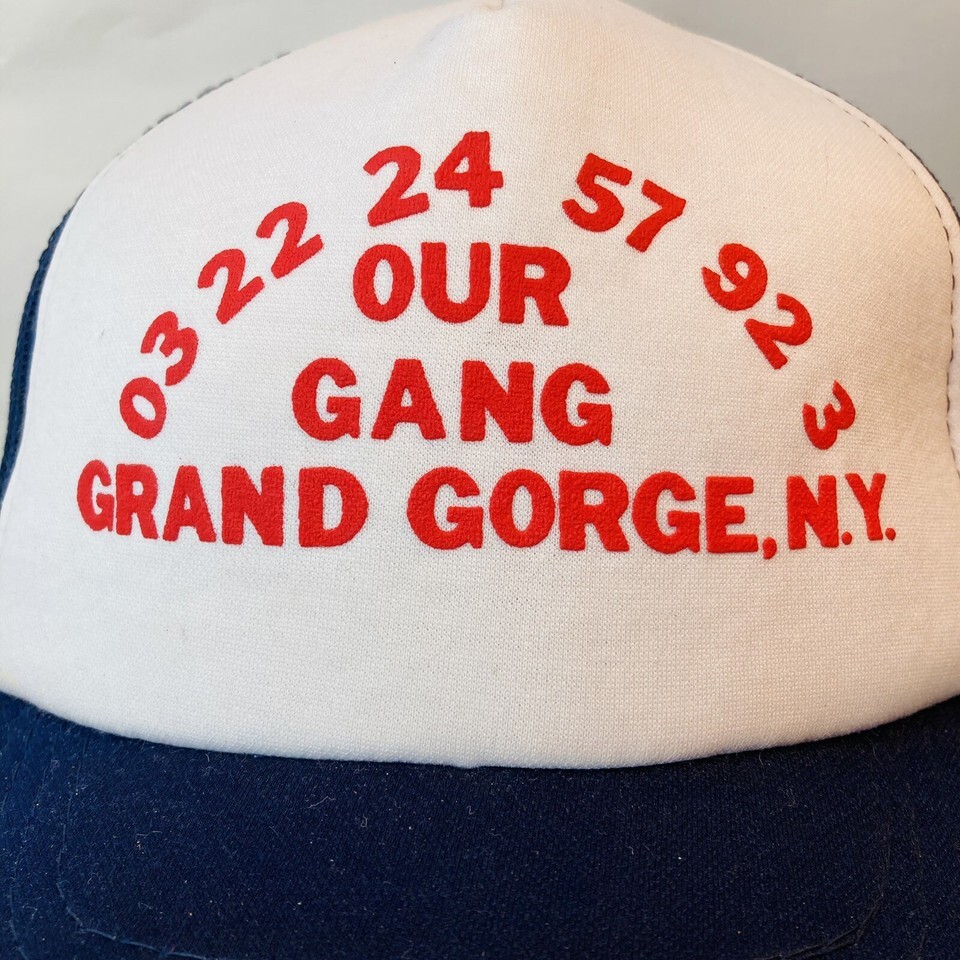 03 22 24 57 92 3
OUR
GANG
GRAND GORGE, N.Y.